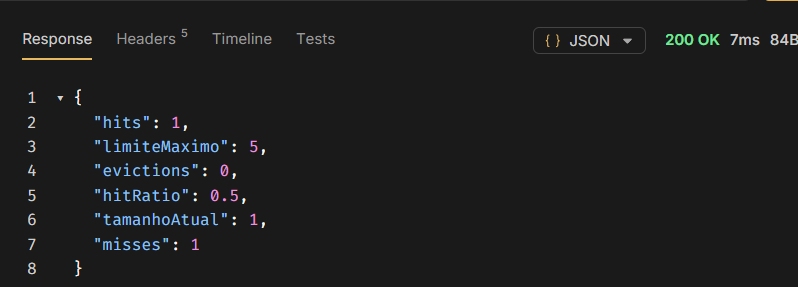 Response Headers 5 Timeline Tests { } JSON 200 OK 7ms 84B
1 {
2 "hits": 1,
3 "limiteMaximo": 5,
4 "evictions": 0,
5 "hitRatio": 0.5,
6 "tamanhoAtual": 1,
7 "misses": 1
8 }